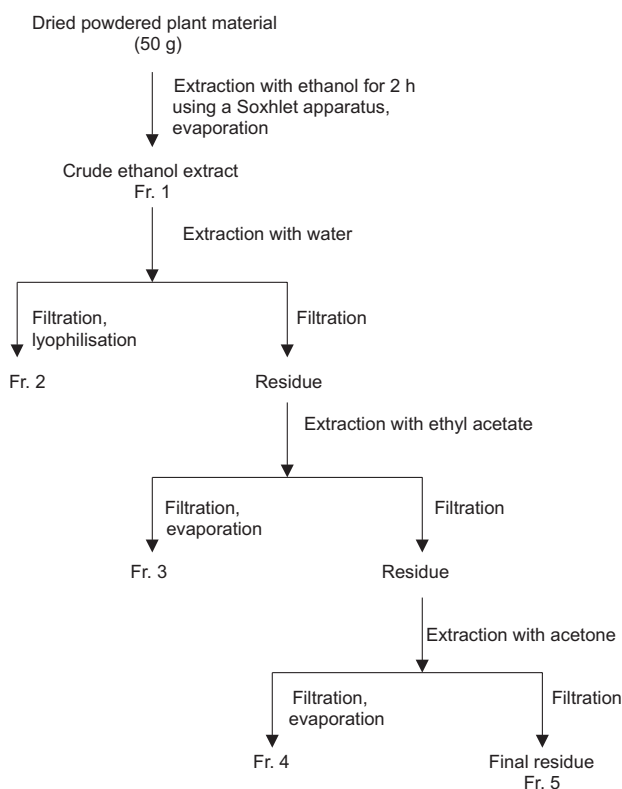 Dried powdered plant material
(50 g)
Extraction with ethanol for 2 h
using a Soxhlet apparatus,
evaporation
Crude ethanol extract
Fr. 1
Extraction with water
Filtration,
lyophilisation
Filtration
Fr. 2
Residue
Extraction with ethyl acetate
Filtration,
evaporation
Filtration
Fr. 3
Residue
Extraction with acetone
Filtration,
evaporation
Filtration
Fr. 4
Final residue
Fr. 5